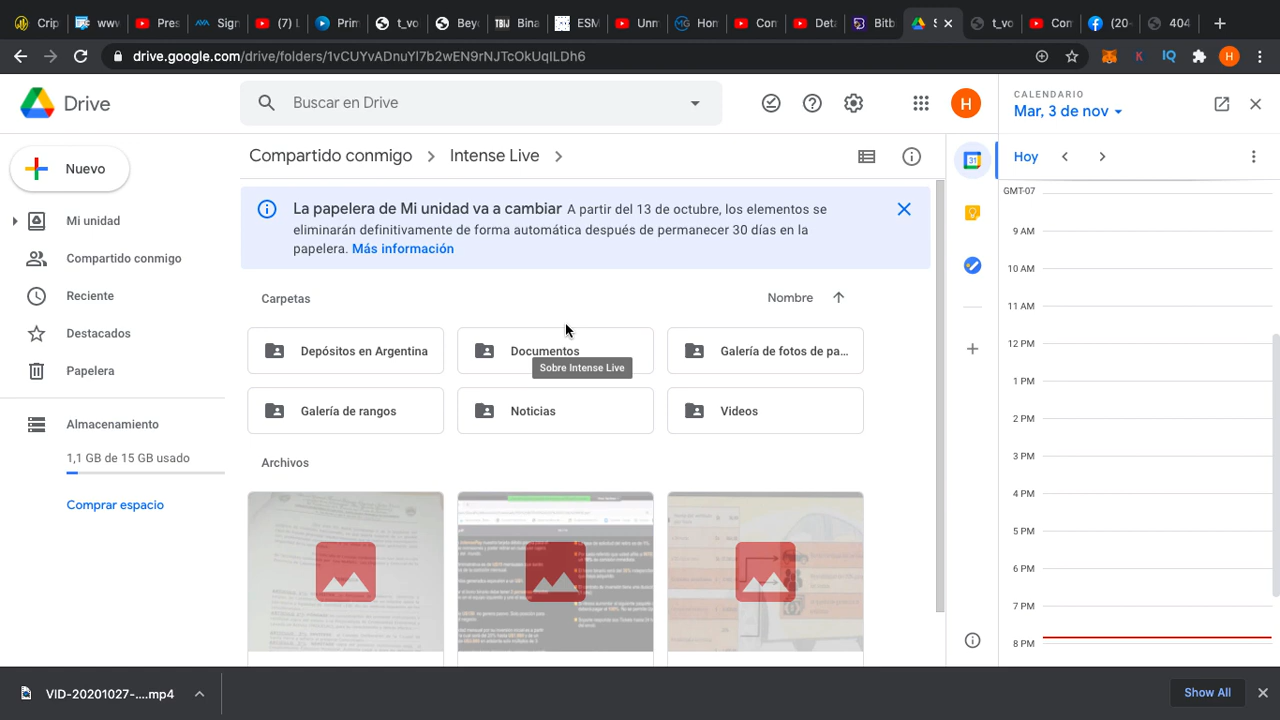 Crip
www
Pres
Sign
(7) L
Prim
t_vo
Beyo
Bina
ESM
Unr
Hon
Con
Deta
Bitb
S
t_vo
Con
(20-
404
drive.google.com/drive/folders/1vCUYvADnuYl7b2wEN9rNJTcOkUqlLDh6
K
IQ
H
Drive
Buscar en Drive
H
CALENDARIO
Mar, 3 de nov
Nuevo
Compartido conmigo
Intense Live
31
Hoy
GMT-07
Mi unidad
Compartido conmigo
Reciente
Destacados
Papelera
Almacenamiento
1,1 GB de 15 GB usado
Comprar espacio
La papelera de Mi unidad va a cambiar A partir del 13 de octubre, los elementos se
eliminarán definitivamente de forma automática después de permanecer 30 días en la
papelera. Más información
Carpetas
Nombre
Depósitos en Argentina
Documentos
Galería de fotos de pa...
Sobre Intense Live
Galería de rangos
Noticias
Videos
Archivos
9 AM
10 AM
11 AM
12 PM
1 PM
2 PM
3 PM
4 PM
5 PM
6 PM
7 PM
8 PM
VID-20201027-....mp4
Show All